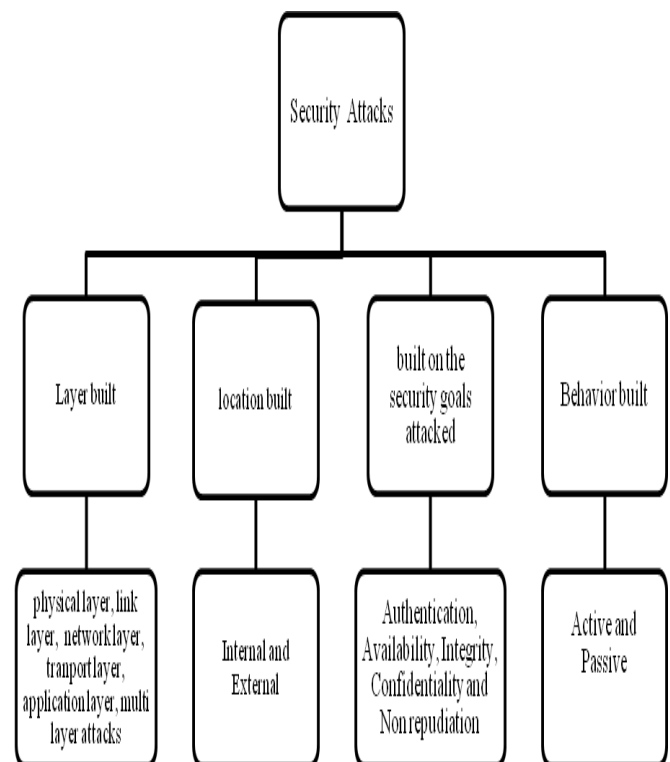 Security Attacks
Layer built
location built
built on the
security goals
attacked
Behavior built
physical layer, link
layer, network layer,
tranport layer,
application layer, multi
layer attacks
Internal and
External
Authentication,
Availability, Integrity,
Confidentiality and
Non repudiation
Active and
Passive